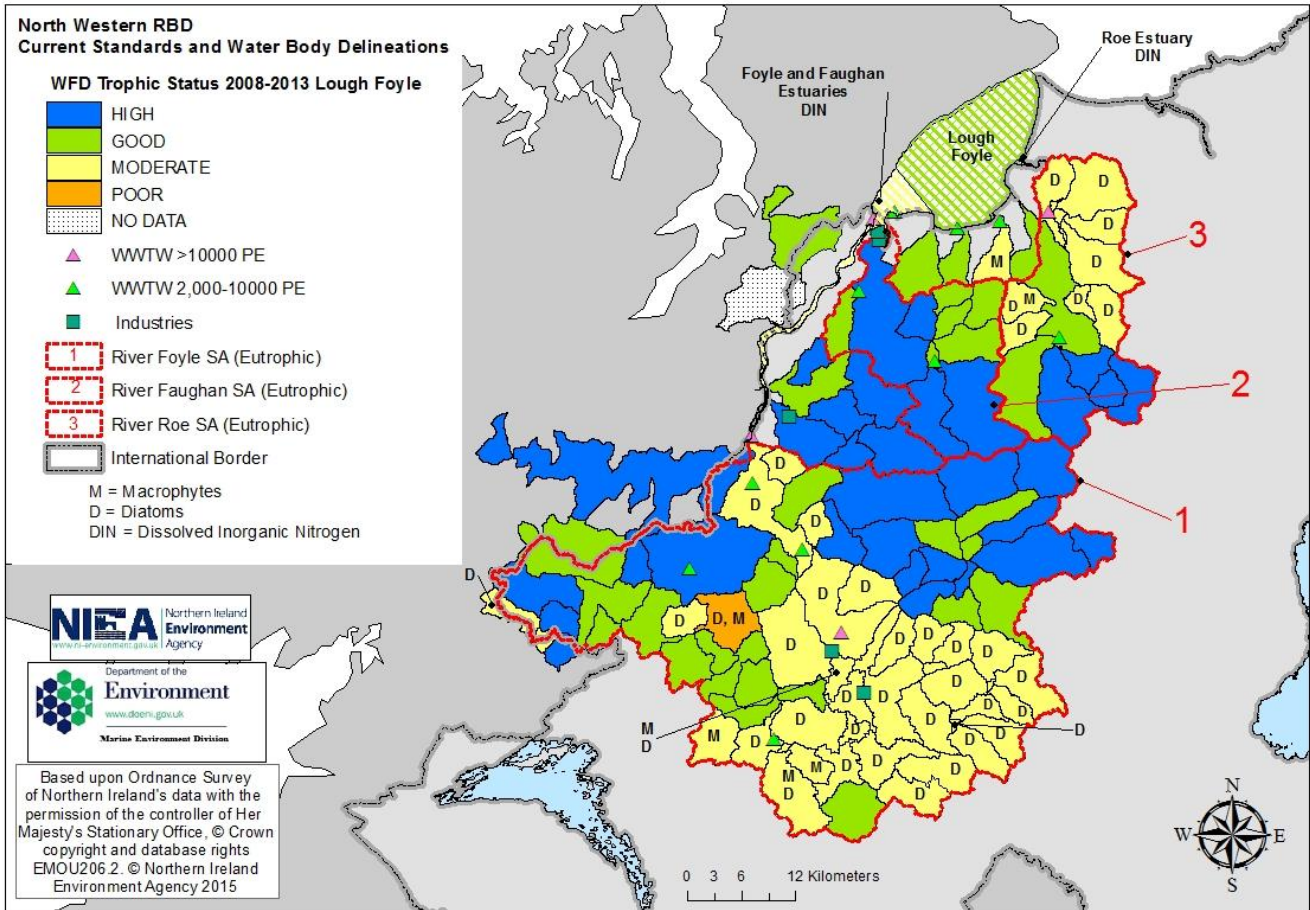 North Western RBD
Current Standards and Water Body Delineations
WFD Trophic Status 2008-2013 Lough Foyle
HIGH
GOOD
MODERATE
POOR
NO DATA
WWTW >10000 PE
WWTW 2,000-10000 PE
Industries
1 River Foyle SA (Eutrophic)
2 River Faughan SA (Eutrophic)
3 River Roe SA (Eutrophic)
International Border
M = Macrophytes
D = Diatoms
DIN = Dissolved Inorganic Nitrogen
NIEA
Northern Ireland
Environment
Agency
www.ni-environment.gov.uk
Department of the
Environment
www.doeni.gov.uk
Marine Environment Division
Based upon Ordnance Survey
of Northern Ireland's data with the
permission of the controller of Her
Majesty's Stationary Office, © Crown
copyright and database rights
EMOU206.2. © Northern Ireland
Environment Agency 2015
Roe Estuary
DIN
Foyle and Faughan
Estuaries
DIN
Lough
Foyle
D
D
D
3
D
M
D
M
D
D
D
2
D
D
1
D
D
D
D
D
D, M
D
D
D
D
D
D
D
D
D
D
D
D
M
D
D
D
M
D
D
D
D
D
M
M
D
D
D
D
D
D
N
W
E
S
0 3 6 12 Kilometers